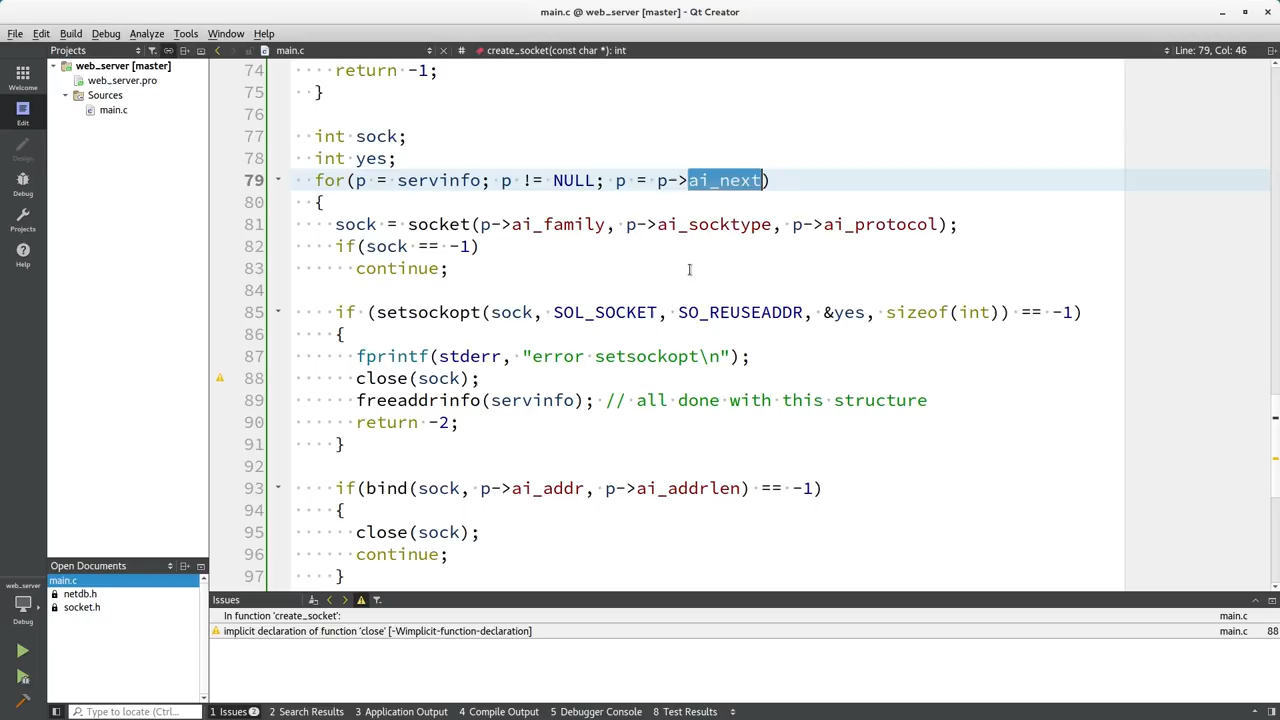 main.c @ web_server [master] - Qt Creator
File Edit Build Debug Analyze Tools Window Help
Projects main.c # create_socket(const char *): int Line: 79, Col: 46
Welcome
Edit
Design
Debug
Projects
Help
web_server
Debug
web_server [master]
web_server.pro
Sources
main.c
74 return -1;
75 }
76
77 int sock;
78 int yes;
79 for(p = servinfo; p != NULL; p = p->ai_next)
80 {
81 sock = socket(p->ai_family, p->ai_socktype, p->ai_protocol);
82 if(sock == -1)
83 continue;
84
85 if (setsockopt(sock, SOL_SOCKET, SO_REUSEADDR, &yes, sizeof(int)) == -1)
86 {
87 fprintf(stderr, "error setsockopt\n");
88 close(sock);
89 freeaddrinfo(servinfo); // all done with this structure
90 return -2;
91 }
92
93 if(bind(sock, p->ai_addr, p->ai_addrlen) == -1)
94 {
95 close(sock);
96 continue;
97 }
Open Documents
main.c
netdb.h
socket.h
Issues
In function 'create_socket': main.c
implicit declaration of function 'close' [-Wimplicit-function-declaration] main.c 88
Type to locate (Ctrl... 1 Issues 2 2 Search Results 3 Application Output 4 Compile Output 5 Debugger Console 8 Test Results